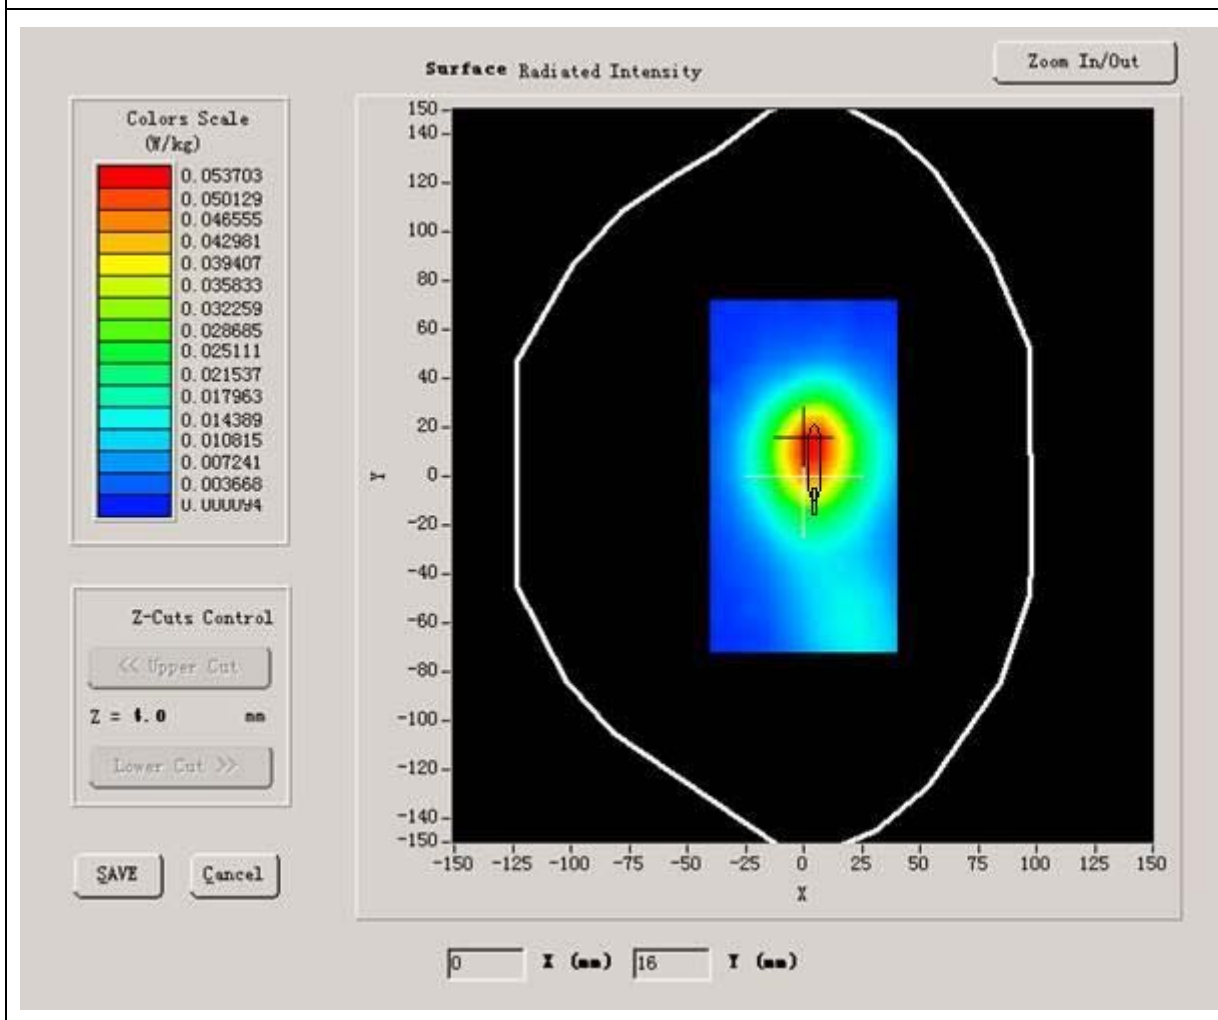 Surface Radiated Intensity
Zoom In/Out
Colors Scale
(W/kg)
0.053703
0.050129
0.046555
0.042981
0.039407
0.035833
0.032259
0.028685
0.025111
0.021537
0.017963
0.014389
0.010815
0.007241
0.003668
0.000094
Z-Cuts Control
<< Upper Cut
Z = 4.0 mm
Lower Cut >>
SAVE Cancel
150
140
120
100
80
60
40
20
0
-20
-40
-60
-80
-100
-120
-140
-150
Y
-150 -125 -100 -75 -50 -25 0 25 50 75 100 125 150
X
0 X (mm) 16 Y (mm)